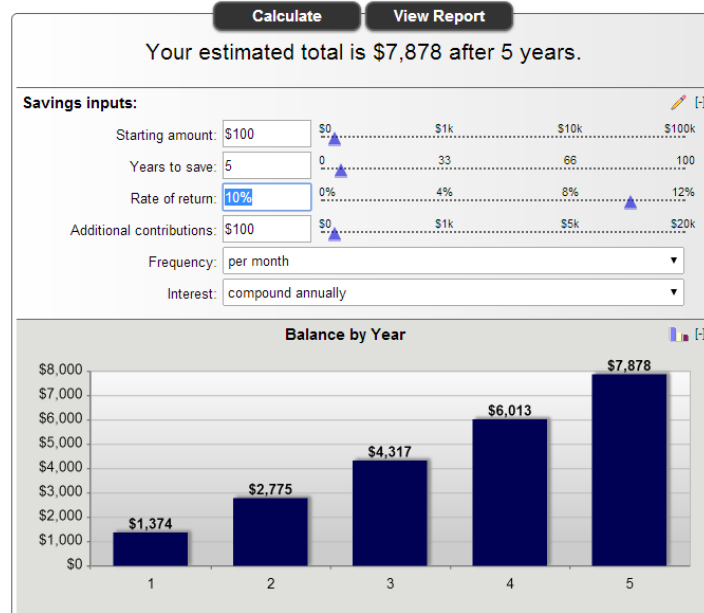 Calculate View Report
Your estimated total is $7,878 after 5 years.
Savings inputs: [-]
Starting amount: $100 $0 $1k $10k $100k
Years to save: 5 0 33 66 100
Rate of return: 10% 0% 4% 8% 12%
Additional contributions: $100 $0 $1k $5k $20k
Frequency: per month
Interest: compound annually
Balance by Year [-]
$8,000
$7,000
$6,000
$5,000
$4,000
$3,000
$2,000
$1,000
$0
$1,374
$2,775
$4,317
$6,013
$7,878
1 2 3 4 5